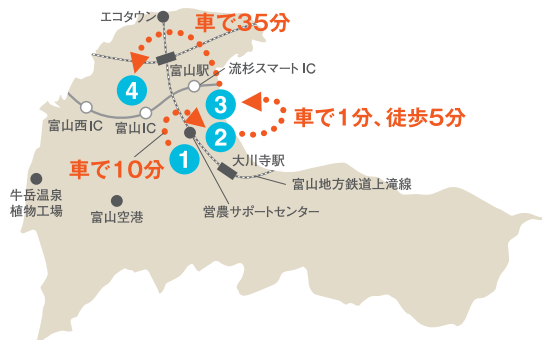 エコタウン
車で35分
4
富山駅
流杉スマートIC
3
富山西IC
富山IC
2
車で1分、徒歩5分
車で10分
1
大川寺駅
富山地方鉄道上滝線
牛岳温泉
植物工場
富山空港
営農サポートセンター